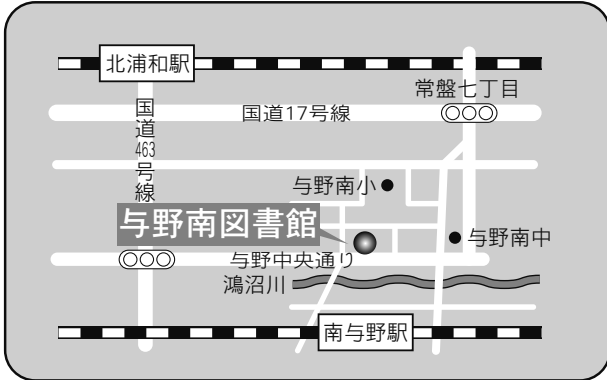 北浦和駅
常盤七丁目
国道17号線
国道463号線
与野南小
与野南図書館
与野南中
与野中央通り
鴻沼川
南与野駅